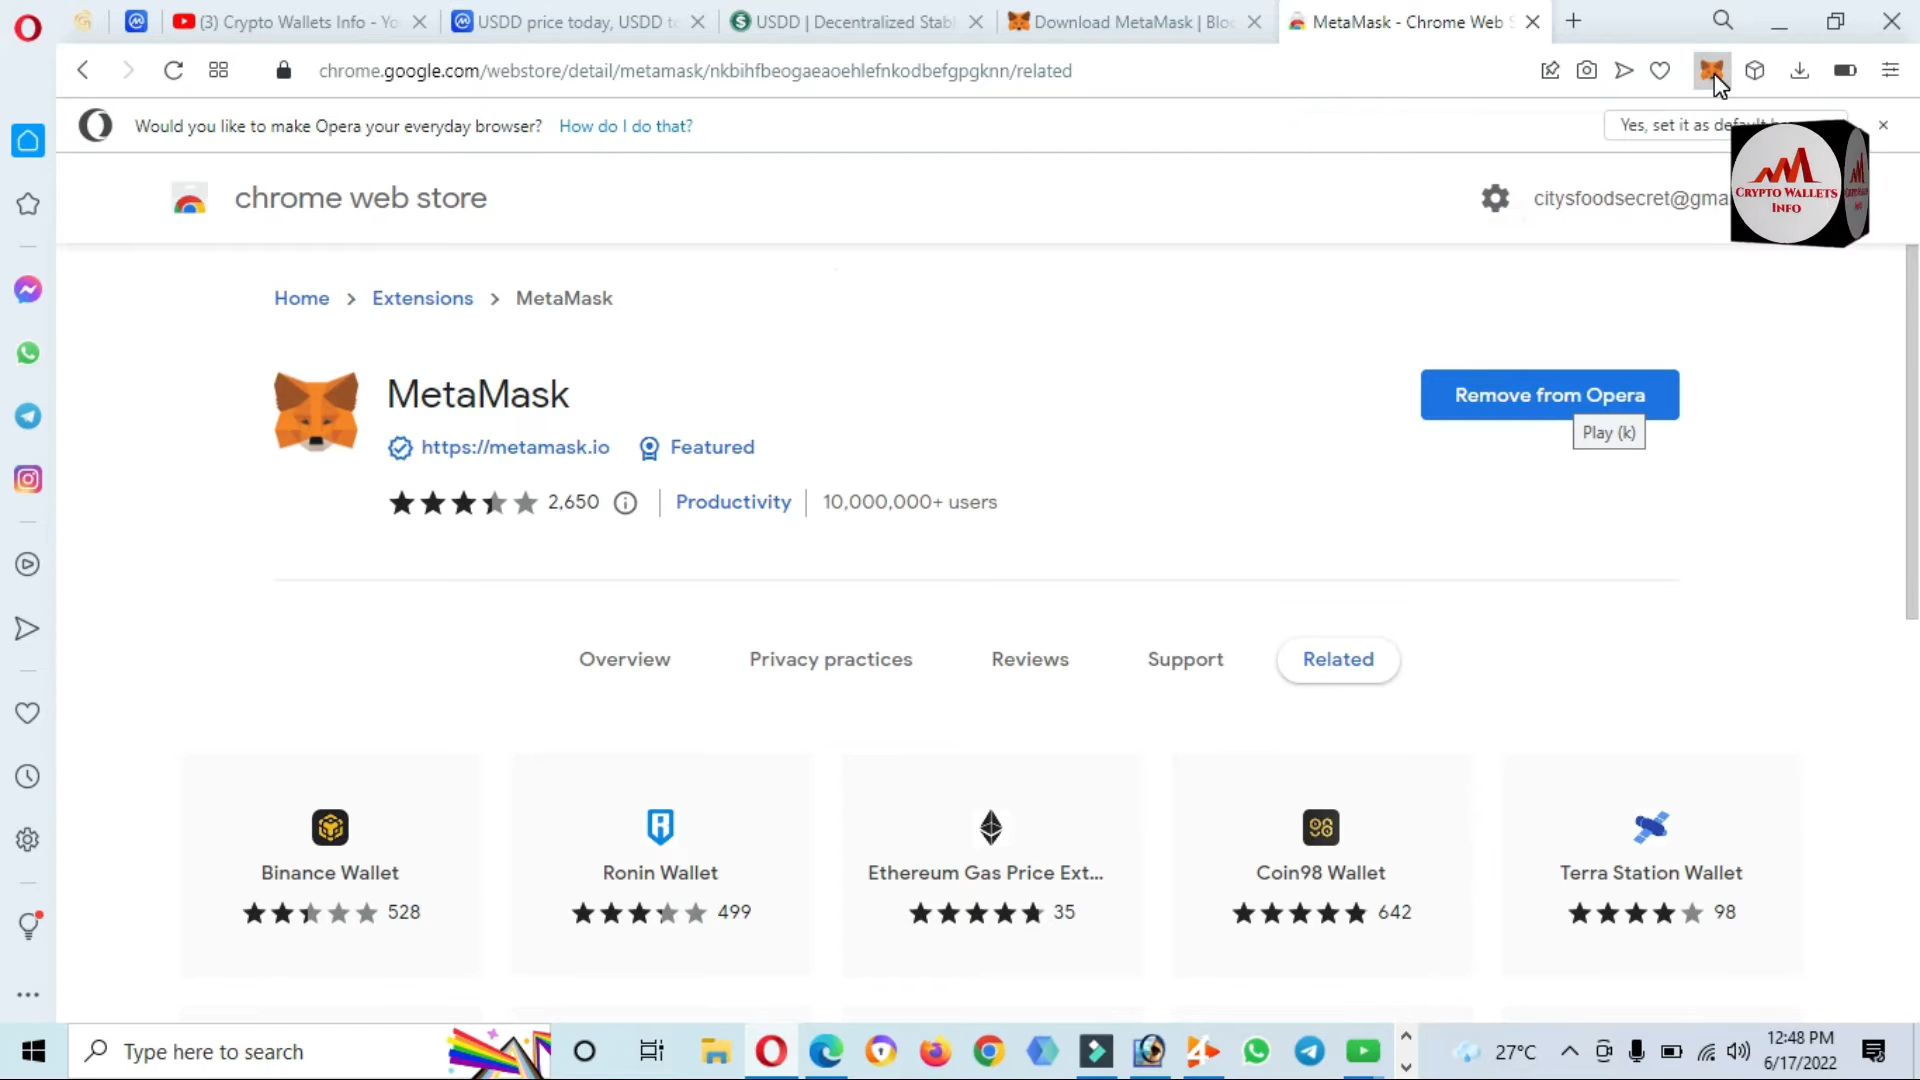 (3) Crypto Wallets Info - Yo
USDD price today, USDD to
USDD | Decentralized Stabl
Download MetaMask | Bloc
MetaMask - Chrome Web S
chrome.google.com/webstore/detail/metamask/nkbihfbeogaeaoehlefnkodbefgpgknn/related
Would you like to make Opera your everyday browser? How do I do that?
Yes, set it as default b
chrome web store
citysfoodsecret@gma
CRYPTO WALLETS
INFO
Home > Extensions > MetaMask
MetaMask
Remove from Opera
Play (k)
https://metamask.io Featured
2,650 Productivity 10,000,000+ users
Overview Privacy practices Reviews Support Related
Binance Wallet
528
Ronin Wallet
499
Ethereum Gas Price Ext...
35
Coin98 Wallet
642
Terra Station Wallet
98
Type here to search
27°C
12:48 PM
6/17/2022